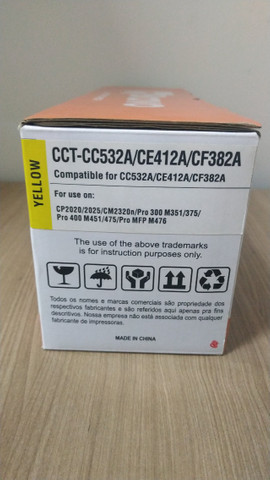 YELLOW
CCT-CC532A/CE412A/CF382A
Compatible for CC532A/CE412A/CF382A
For use on:
CP2020/2025/CM2320n/Pro 300 M351/375/
Pro 400 M451/475/Pro MFP M476
The use of the above trademarks
is for instruction purposes only.
Todos os nomes e marcas comerciais são propriedade dos
respectivos fabricantes e são referidos aqui apenas pra fins
descritivos. Nossa empresa não está associada com qualquer
fabricante de impressoras.
MADE IN CHINA